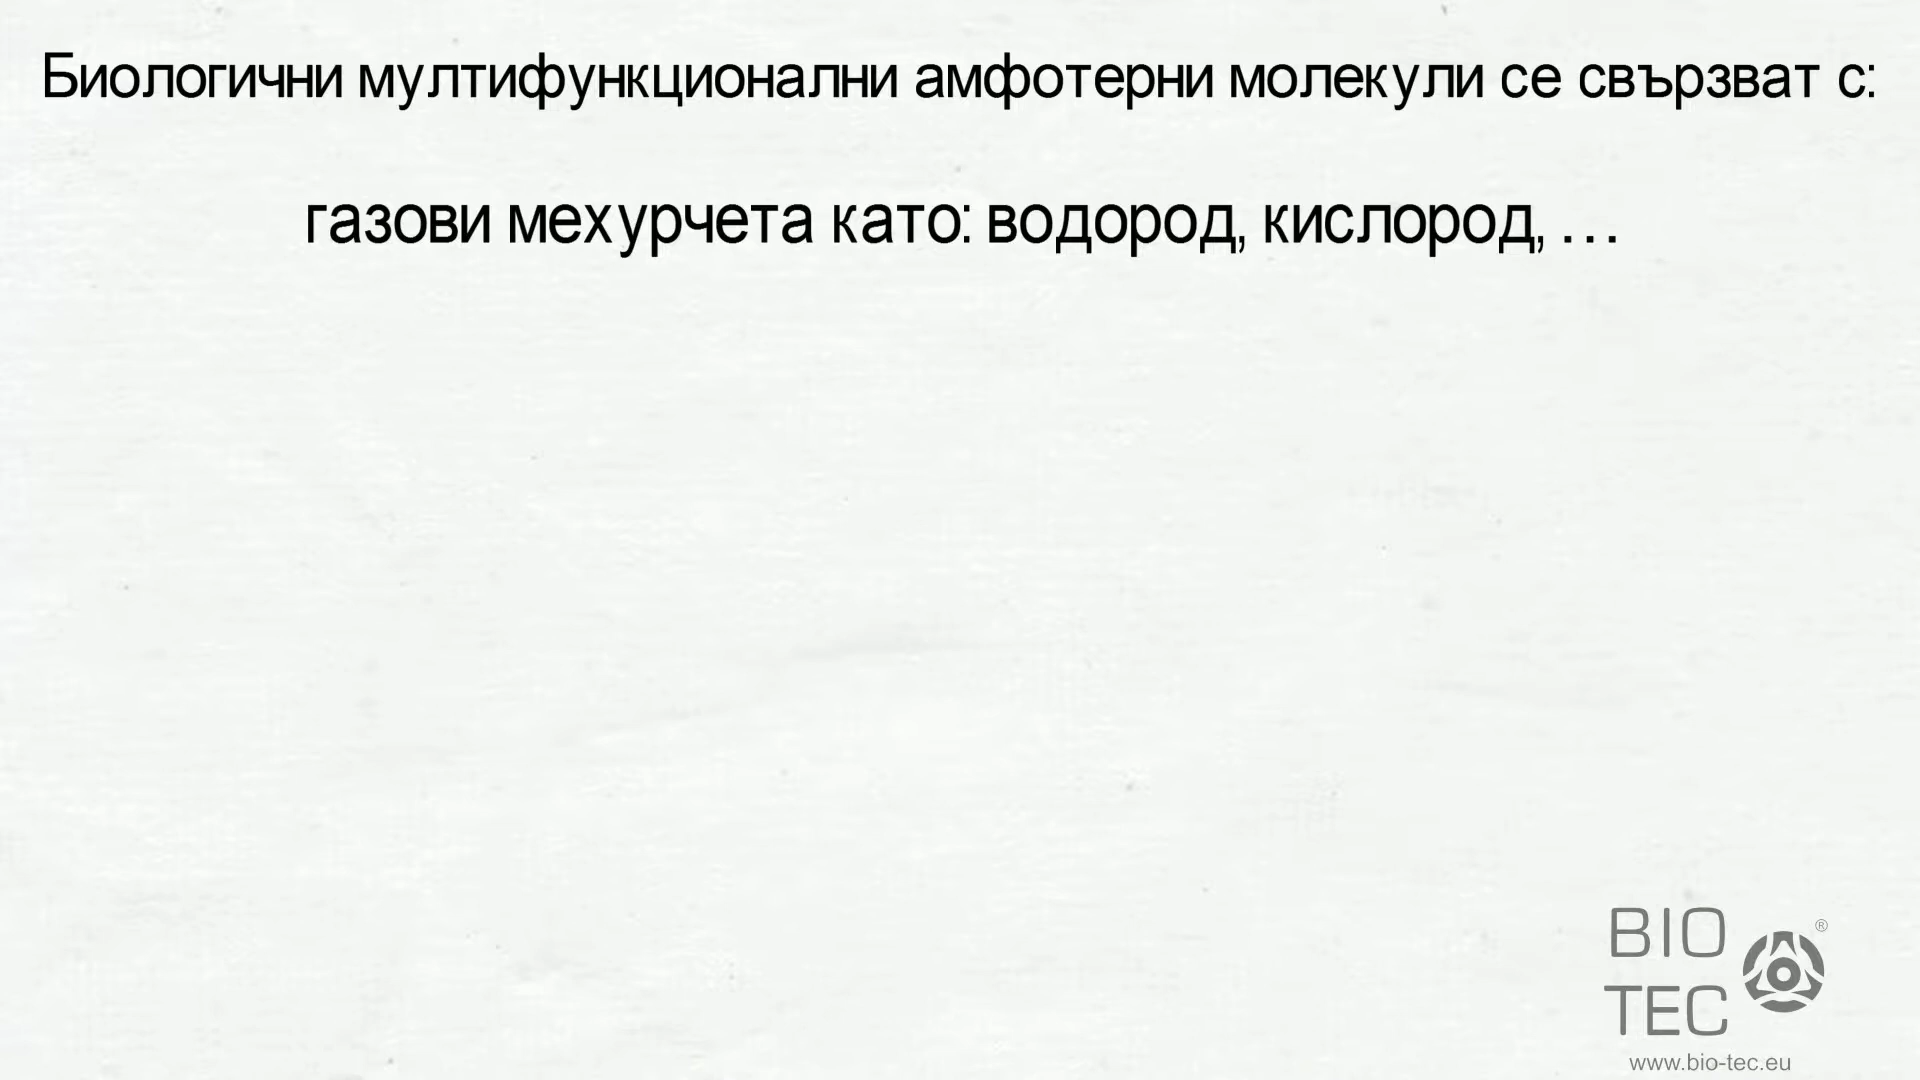 Биологични мултифункционални амфотерни молекули се свързват с:
газови мехурчета като: водород, кислород, …
BIO
TEC
®
www.bio-tec.eu